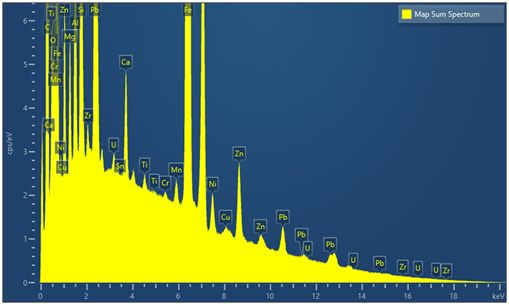 Map Sum Spectrum
6
5
4
3
2
1
0
cps/eV
0 2 4 6 8 10 12 14 16 18 keV
Ti Zn Si Pb Fe
C Al
O Mg
Fe
Cr
Mn
Ca
Ni
Cu
Zr
U
Sn
Ca
Ti
Ti
Cr
Mn
Ni
Cu
Zn
Zn
Pb
Pb
U
Pb
U
Pb
Zr
U
U
Zr